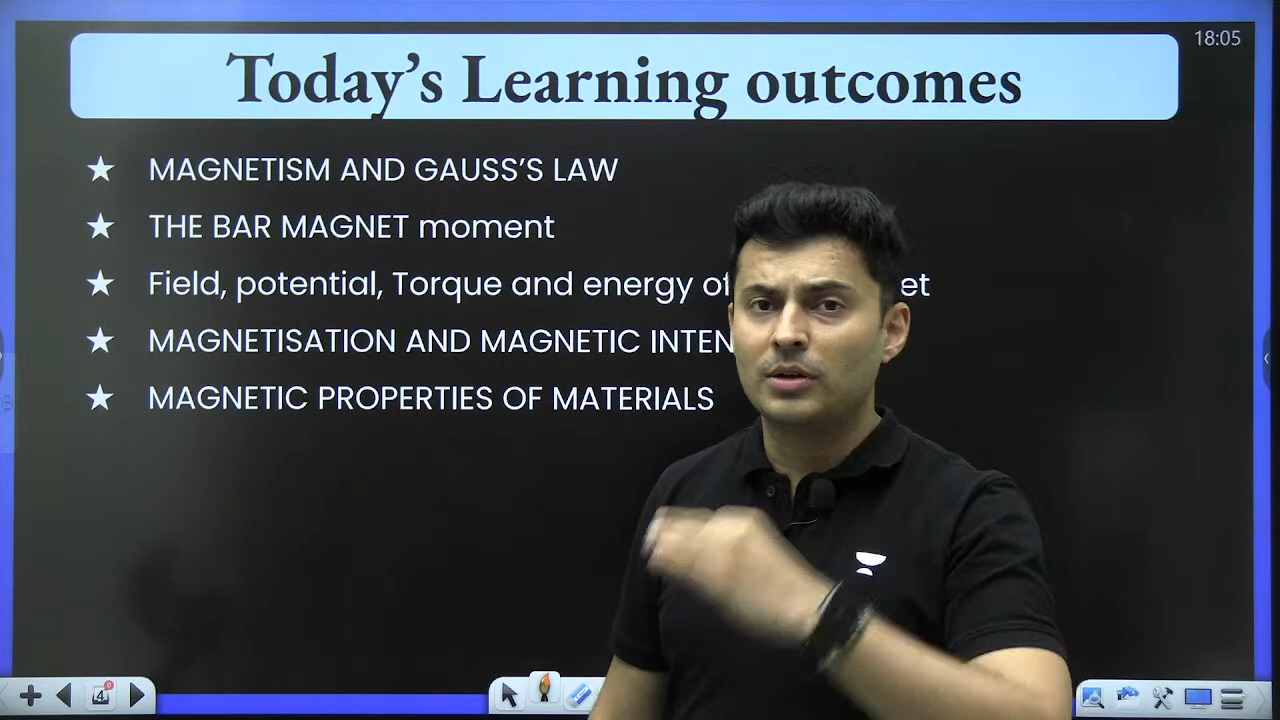 Today's Learning outcomes
18:05
★ MAGNETISM AND GAUSS'S LAW
★ THE BAR MAGNET moment
★ Field, potential, Torque and energy of et
★ MAGNETISATION AND MAGNETIC INTEN
★ MAGNETIC PROPERTIES OF MATERIALS
4